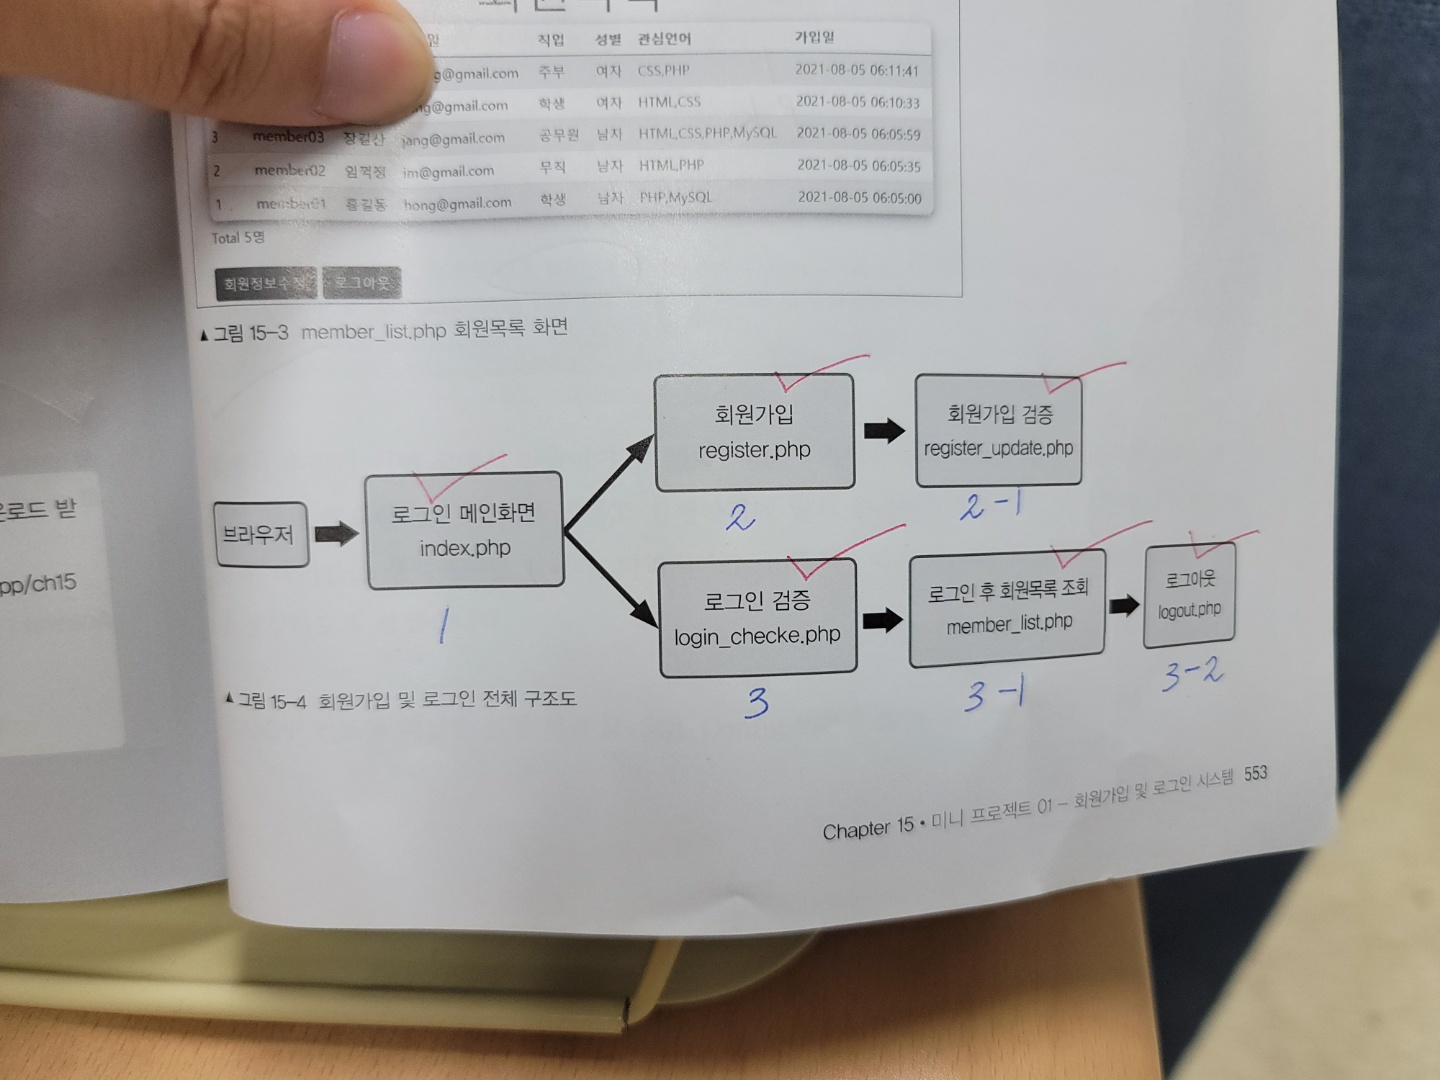 직업 성별 관심언어 가입일
g@gmail.com 주부 여자 CSS,PHP 2021-08-05 06:11:41
ng@gmail.com 학생 여자 HTML,CSS 2021-08-05 06:10:33
3 member03 장길산 jang@gmail.com 공무원 남자 HTML,CSS,PHP,MySQL 2021-08-05 06:05:59
2 member02 임꺽정 im@gmail.com 무직 남자 HTML,PHP 2021-08-05 06:05:35
1 member01 홍길동 hong@gmail.com 학생 남자 PHP,MySQL 2021-08-05 06:05:00
Total 5명
회원정보수정 로그아웃
▲ 그림 15-3 member_list.php 회원목록 화면
로드 받
pp/ch15
브라우저
로그인 메인화면
index.php
1
회원가입
register.php
2
회원가입 검증
register_update.php
2-1
로그인 검증
login_checke.php
3
로그인 후 회원목록 조회
member_list.php
3-1
로그아웃
logout.php
3-2
▲ 그림 15-4 회원가입 및 로그인 전체 구조도
Chapter 15 • 미니 프로젝트 01 - 회원가입 및 로그인 시스템 553